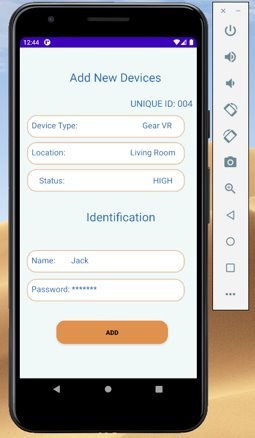 12:44
Add New Devices
UNIQUE ID: 004
Device Type: Gear VR
Location: Living Room
Status: HIGH
Identification
Name: Jack
Password: *******
ADD